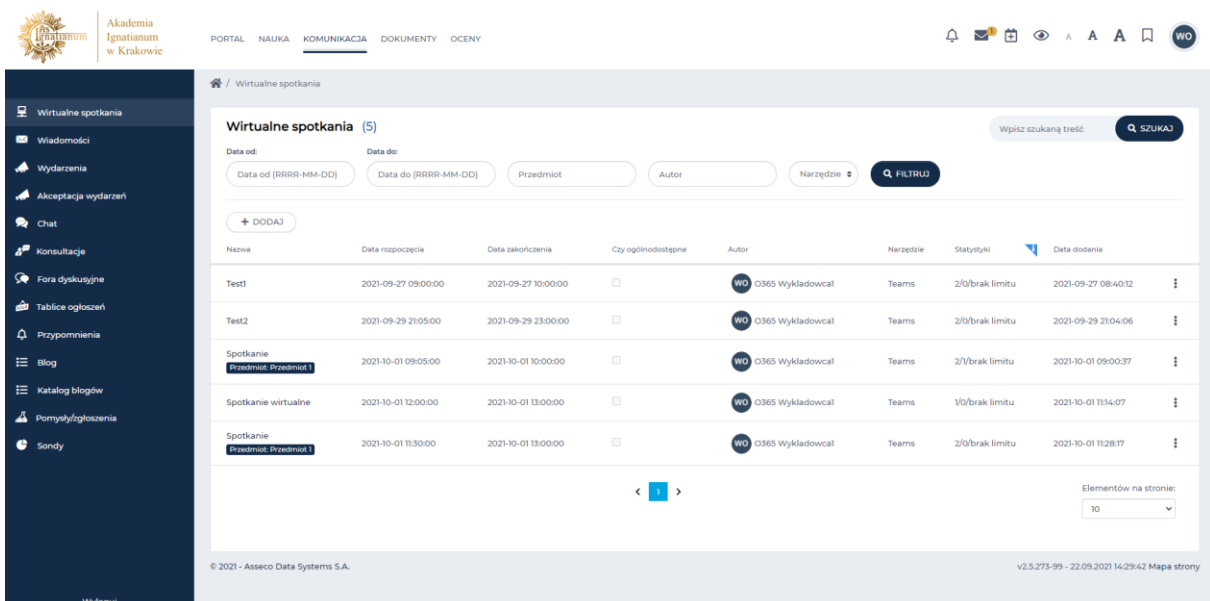 Ignatianum
Akademia
Ignatianum
w Krakowie
PORTAL NAUKA KOMUNIKACJA DOKUMENTY OCENY
1 A A A WO
/ Wirtualne spotkania
Wirtualne spotkania
Wiadomości
Wydarzenia
Akceptacja wydarzeń
Chat
Konsultacje
Fora dyskusyjne
Tablice ogłoszeń
Przypomnienia
Blog
Katalog blogów
Pomysły/zgłoszenia
Sondy
Wirtualne spotkania (5)
Wpisz szukaną treść SZUKAJ
Data od: Data do:
Data od (RRRR-MM-DD) Data do (RRRR-MM-DD) Przedmiot Autor Narzędzie FILTRUJ
+ DODAJ
Nazwa Data rozpoczęcia Data zakończenia Czy ogólnodostępne Autor Narzędzie Statystyki Data dodania
Test1 2021-09-27 09:00:00 2021-09-27 10:00:00 WO O365 Wykladowca1 Teams 2/0/brak limitu 2021-09-27 08:40:12
Test2 2021-09-29 21:05:00 2021-09-29 23:00:00 WO O365 Wykladowca1 Teams 2/0/brak limitu 2021-09-29 21:04:06
Spotkanie
Przedmiot: Przedmiot 1
2021-10-01 09:05:00 2021-10-01 10:00:00 WO O365 Wykladowca1 Teams 2/1/brak limitu 2021-10-01 09:00:37
Spotkanie wirtualne 2021-10-01 12:00:00 2021-10-01 13:00:00 WO O365 Wykladowca1 Teams 1/0/brak limitu 2021-10-01 11:14:07
Spotkanie
Przedmiot: Przedmiot 1
2021-10-01 11:30:00 2021-10-01 13:00:00 WO O365 Wykladowca1 Teams 2/0/brak limitu 2021-10-01 11:28:17
1
Elementów na stronie:
10
© 2021 - Asseco Data Systems S.A.
v2.5.273-99 - 22.09.2021 14:29:42 Mapa strony